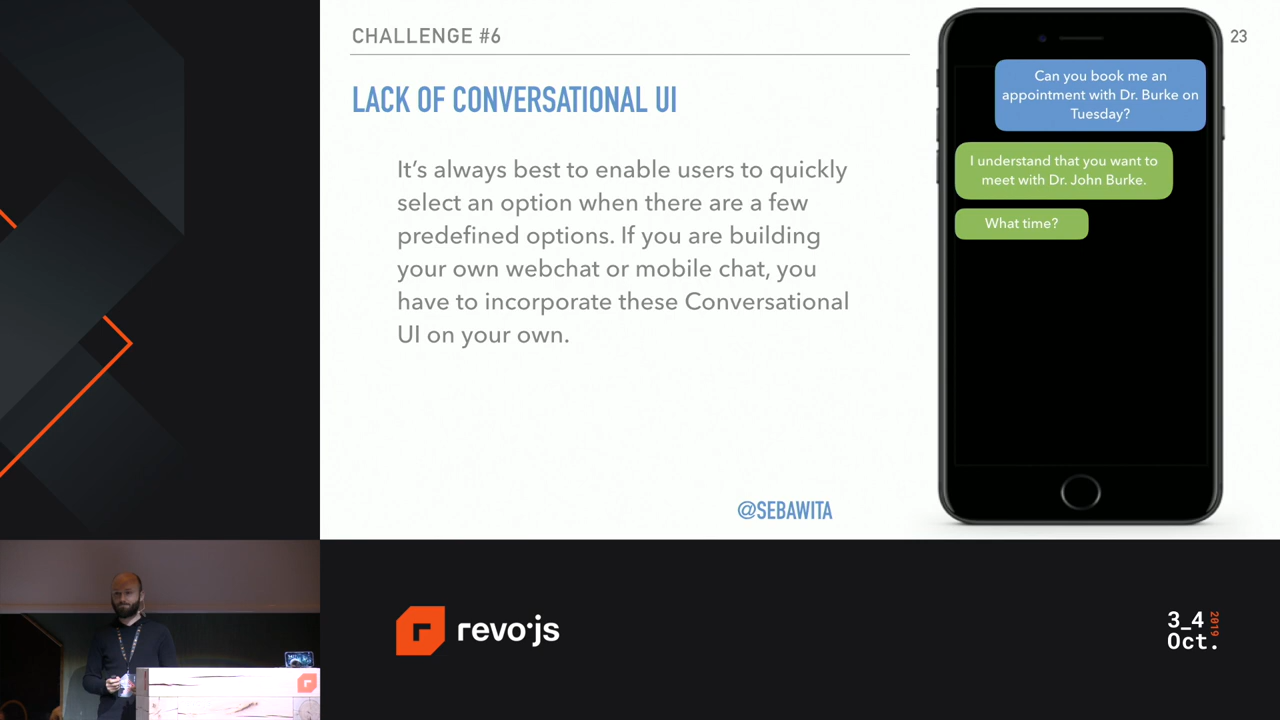 CHALLENGE #6
23
LACK OF CONVERSATIONAL UI
It's always best to enable users to quickly
select an option when there are a few
predefined options. If you are building
your own webchat or mobile chat, you
have to incorporate these Conversational
UI on your own.
@SEBAWITA
Can you book me an
appointment with Dr. Burke on
Tuesday?
I understand that you want to
meet with Dr. John Burke.
What time?
r revo·js
3_4
Oct.
2019